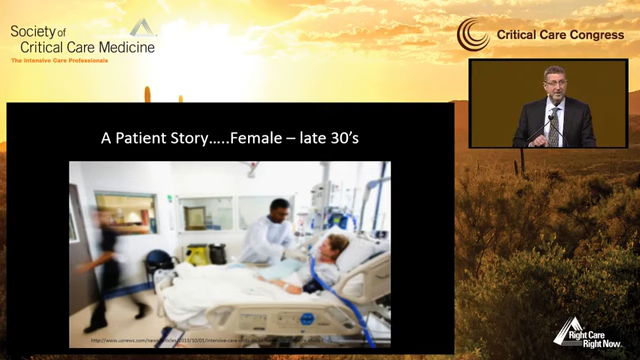 Society of
Critical Care Medicine
The Intensive Care Professionals
Critical Care Congress
A Patient Story…..Female – late 30's
Right Care
Right Now